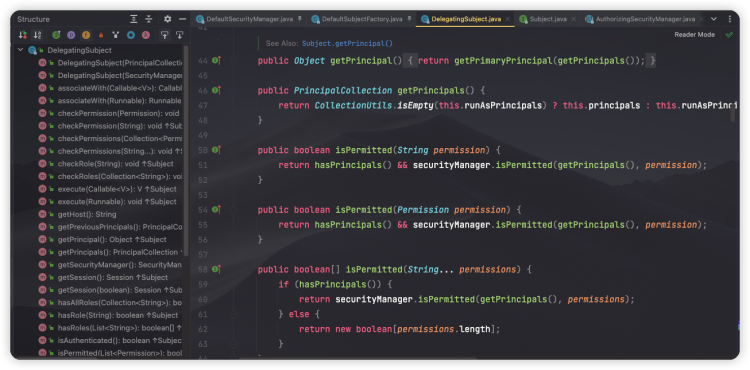 Structure
DefaultSecurityManager.java
DefaultSubjectFactory.java
DelegatingSubject.java
Subject.java
AuthorizingSecurityManager.java
Reader Mode
DelegatingSubject
DelegatingSubject(PrincipalCollectio
DelegatingSubject(SecurityManager
associateWith(Callable<V>): Callabl
associateWith(Runnable): Runnable
checkPermission(Permission): void
checkPermission(String): void ↑Sub
checkPermissions(Collection<Permi
checkPermissions(String...): void ↑S
checkRole(String): void ↑Subject
checkRoles(Collection<String>): vo
execute(Callable<V>): V ↑Subject
execute(Runnable): void ↑Subject
getHost(): String
getPreviousPrincipals(): PrincipalCo
getPrincipal(): Object ↑Subject
getPrincipals(): PrincipalCollection
getSecurityManager(): SecurityMan
getSession(): Session ↑Subject
getSession(boolean): Session ↑Sub
hasAllRoles(Collection<String>): bo
hasRole(String): boolean ↑Subject
hasRoles(List<String>): boolean[] ↑
isAuthenticated(): boolean ↑Subjec
isPermitted(List<Permission>): bool
See Also: Subject.getPrincipal()
44 public Object getPrincipal() { return getPrimaryPrincipal(getPrincipals()); }
45
46 public PrincipalCollection getPrincipals() {
47 return CollectionUtils.isEmpty(this.runAsPrincipals) ? this.principals : this.runAsPrinci
48 }
49
50 public boolean isPermitted(String permission) {
51 return hasPrincipals() && securityManager.isPermitted(getPrincipals(), permission);
52 }
53
54 public boolean isPermitted(Permission permission) {
55 return hasPrincipals() && securityManager.isPermitted(getPrincipals(), permission);
56 }
57
58 public boolean[] isPermitted(String... permissions) {
59 if (hasPrincipals()) {
60 return securityManager.isPermitted(getPrincipals(), permissions);
61 } else {
62 return new boolean[permissions.length];
63 }